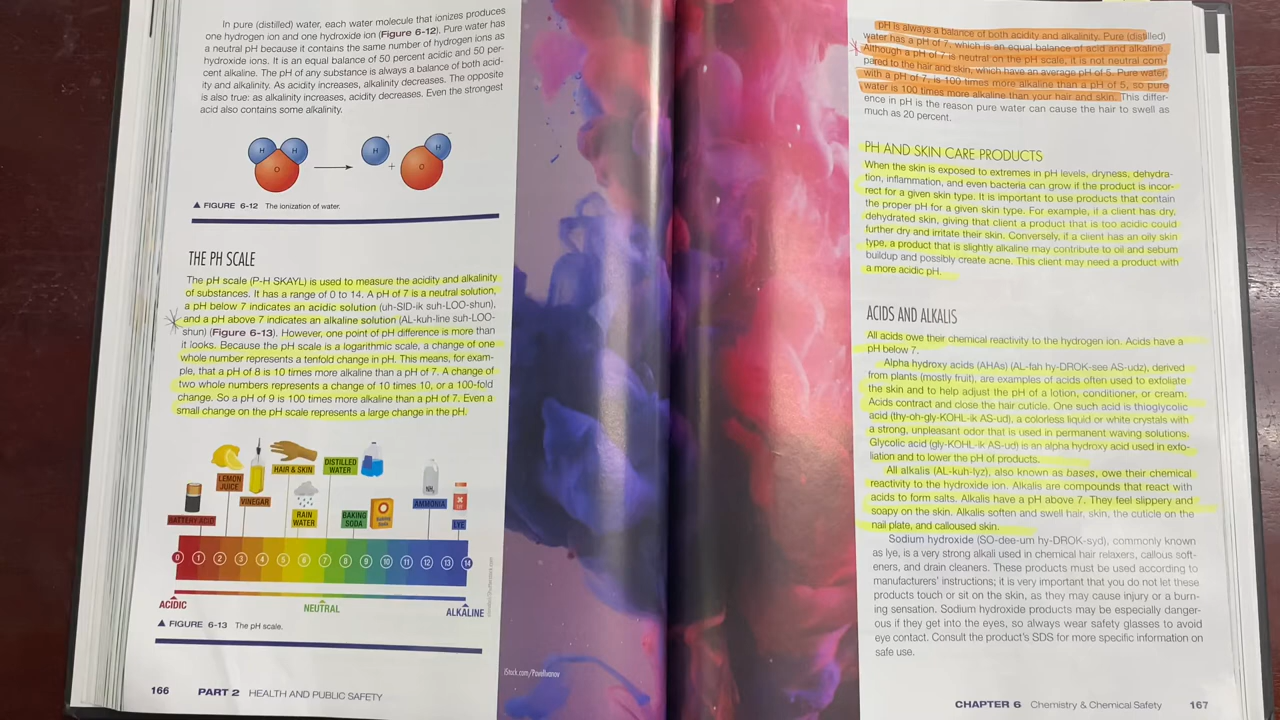 In pure (distilled) water, each water molecule that ionizes produces
one hydrogen ion and one hydroxide ion (Figure 6-12). Pure water has
a neutral pH because it contains the same number of hydrogen ions as
hydroxide ions. It is an equal balance of 50 percent acidic and 50 per-
cent alkaline. The pH of any substance is always a balance of both acid-
ity and alkalinity. As acidity increases, alkalinity decreases. The opposite
is also true: as alkalinity increases, acidity decreases. Even the strongest
acid also contains some alkalinity.
H H H + H -
O + O
▲ FIGURE 6-12 The ionization of water.
THE PH SCALE
The pH scale (P-H SKAYL) is used to measure the acidity and alkalinity
of substances. It has a range of 0 to 14. A pH of 7 is a neutral solution,
a pH below 7 indicates an acidic solution (uh-SID-ik suh-LOO-shun),
and a pH above 7 indicates an alkaline solution (AL-kuh-line suh-LOO-
shun) (Figure 6-13). However, one point of pH difference is more than
it looks. Because the pH scale is a logarithmic scale, a change of one
whole number represents a tenfold change in pH. This means, for exam-
ple, that a pH of 8 is 10 times more alkaline than a pH of 7. A change of
two whole numbers represents a change of 10 times 10, or a 100-fold
change. So a pH of 9 is 100 times more alkaline than a pH of 7. Even a
small change on the pH scale represents a large change in the pH.
BATTERY ACID
LEMON
JUICE
VINEGAR
HAIR & SKIN
RAIN
WATER
DISTILLED
WATER
BAKING
SODA
NH3
AMMONIA
LYE
0 1 2 3 4 5 6 7 8 9 10 11 12 13 14
ACIDIC
NEUTRAL
ALKALINE
▲ FIGURE 6-13 The pH scale.
166 PART 2 HEALTH AND PUBLIC SAFETY
iStock.com/PavelIvanov
pH is always a balance of both acidity and alkalinity. Pure (distilled)
water has a pH of 7, which is an equal balance of acid and alkaline.
Although a pH of 7 is neutral on the pH scale, it is not neutral com-
pared to the hair and skin, which have an average pH of 5. Pure water,
with a pH of 7, is 100 times more alkaline than a pH of 5, so pure
water is 100 times more alkaline than your hair and skin. This differ-
ence in pH is the reason pure water can cause the hair to swell as
much as 20 percent.
PH AND SKIN CARE PRODUCTS
When the skin is exposed to extremes in pH levels, dryness, dehydra-
tion, inflammation, and even bacteria can grow if the product is incor-
rect for a given skin type. It is important to use products that contain
the proper pH for a given skin type. For example, if a client has dry,
dehydrated skin, giving that client a product that is too acidic could
further dry and irritate their skin. Conversely, if a client has an oily skin
type, a product that is slightly alkaline may contribute to oil and sebum
buildup and possibly create acne. This client may need a product with
a more acidic pH.
ACIDS AND ALKALIS
All acids owe their chemical reactivity to the hydrogen ion. Acids have a
pH below 7.
Alpha hydroxy acids (AHAs) (AL-fah hy-DROK-see AS-udz), derived
from plants (mostly fruit), are examples of acids often used to exfoliate
the skin and to help adjust the pH of a lotion, conditioner, or cream.
Acids contract and close the hair cuticle. One such acid is thioglycolic
acid (thy-oh-gly-KOHL-ik AS-ud), a colorless liquid or white crystals with
a strong, unpleasant odor that is used in permanent waving solutions.
Glycolic acid (gly-KOHL-ik AS-ud) is an alpha hydroxy acid used in exfo-
liation and to lower the pH of products.
All alkalis (AL-kuh-lyz), also known as bases, owe their chemical
reactivity to the hydroxide ion. Alkalis are compounds that react with
acids to form salts. Alkalis have a pH above 7. They feel slippery and
soapy on the skin. Alkalis soften and swell hair, skin, the cuticle on the
nail plate, and calloused skin.
Sodium hydroxide (SO-dee-um hy-DROK-syd), commonly known
as lye, is a very strong alkali used in chemical hair relaxers, callous soft-
eners, and drain cleaners. These products must be used according to
manufacturers' instructions; it is very important that you do not let these
products touch or sit on the skin, as they may cause injury or a burn-
ing sensation. Sodium hydroxide products may be especially danger-
ous if they get into the eyes, so always wear safety glasses to avoid
eye contact. Consult the product's SDS for more specific information on
safe use.
CHAPTER 6 Chemistry & Chemical Safety 167